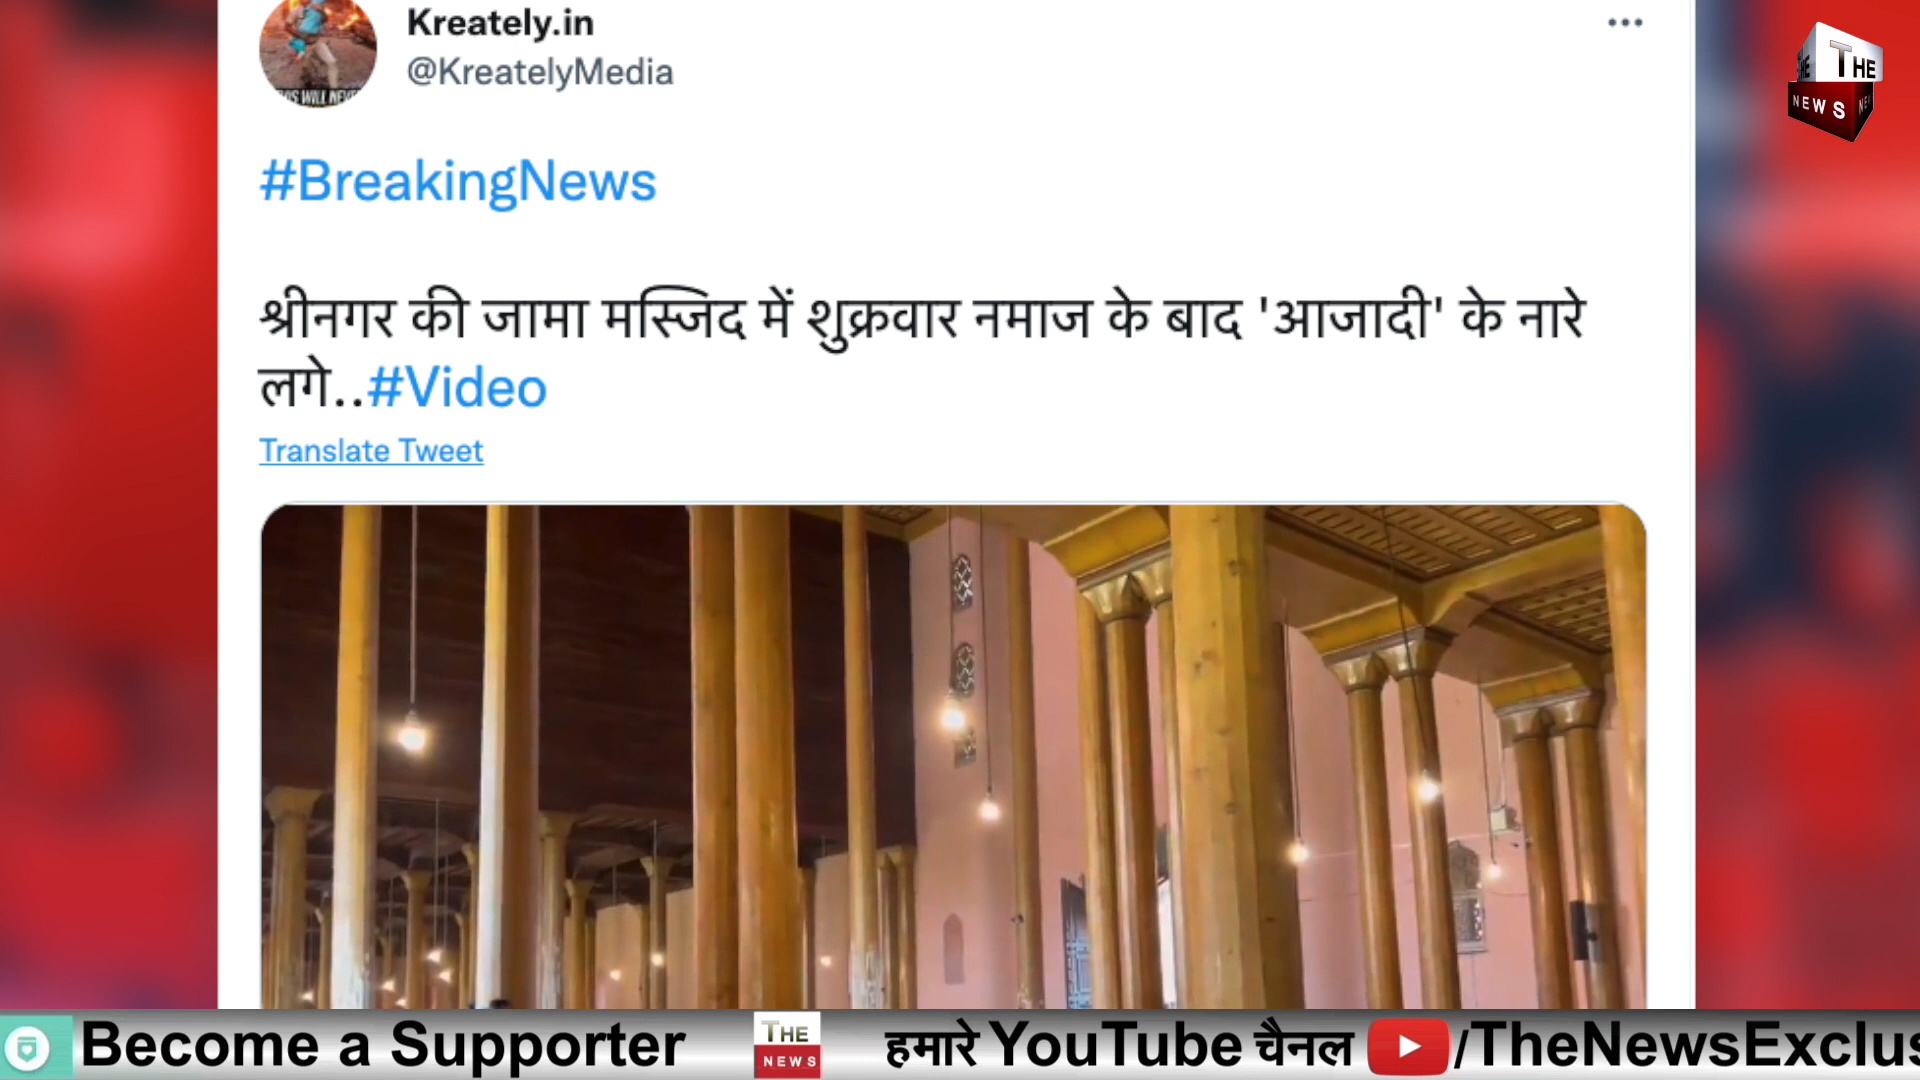 Kreately.in
@KreatelyMedia
THE
NEWS
#BreakingNews
श्रीनगर की जामा मस्जिद में शुक्रवार नमाज के बाद 'आजादी' के नारे
लगे..#Video
Translate Tweet
Become a Supporter
THE
NEWS
हमारे YouTube चैनल
/TheNewsExclus